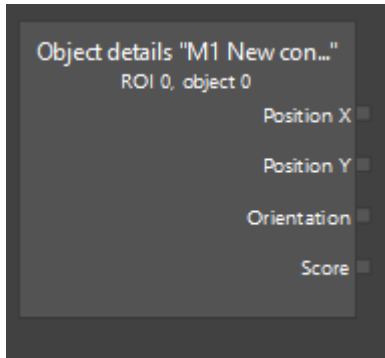 Object details "M1 New con..."
ROI 0, object 0
Position X
Position Y
Orientation
Score